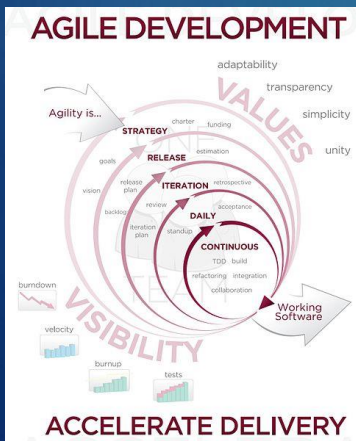 AGILE DEVELOPMENT
adaptability
transparency
simplicity
unity
VALUES
Agility is...
STRATEGY
charter
funding
goals
vision
RELEASE
estimation
release
plan
backlog
ITERATION
retrospective
review
acceptance
iteration
plan
DAILY
standup
CONTINUOUS
TDD build
refactoring integration
collaboration
ONE
TEAM
Working
Software
VISIBILITY
burndown
velocity
burnup
tests
ACCELERATE DELIVERY